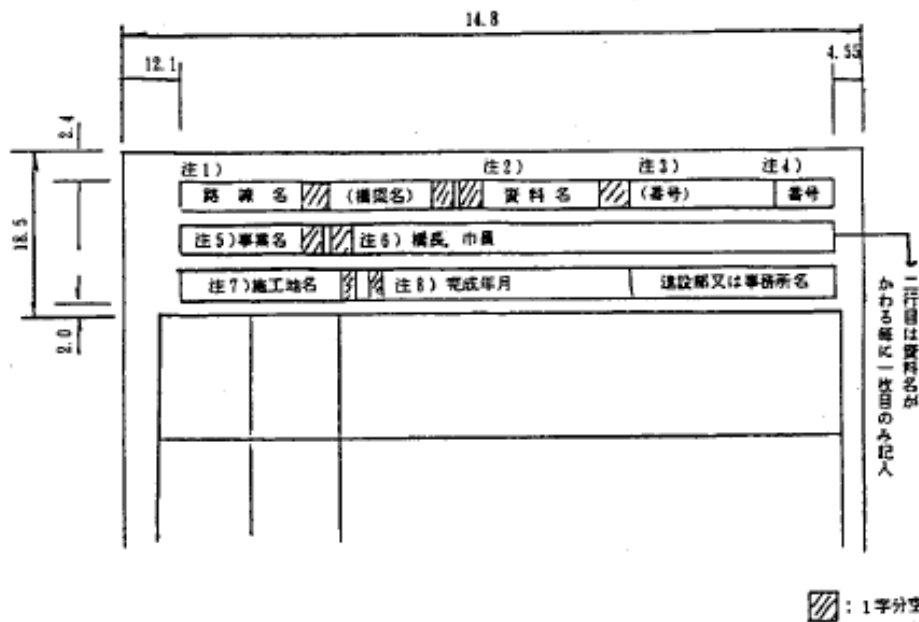 14.8
12.1
4.55
2.4
18.5
2.0
注1) 注2) 注3) 注4)
路線名 (橋梁名) 資料名 (番号) 番号
注5)事業名 注6) 橋長, 巾員
注7)施工地名 注8) 完成年月 建設部又は事務所名
二行目は資料名が
かわる毎に一枚目のみ記入
: 1字分